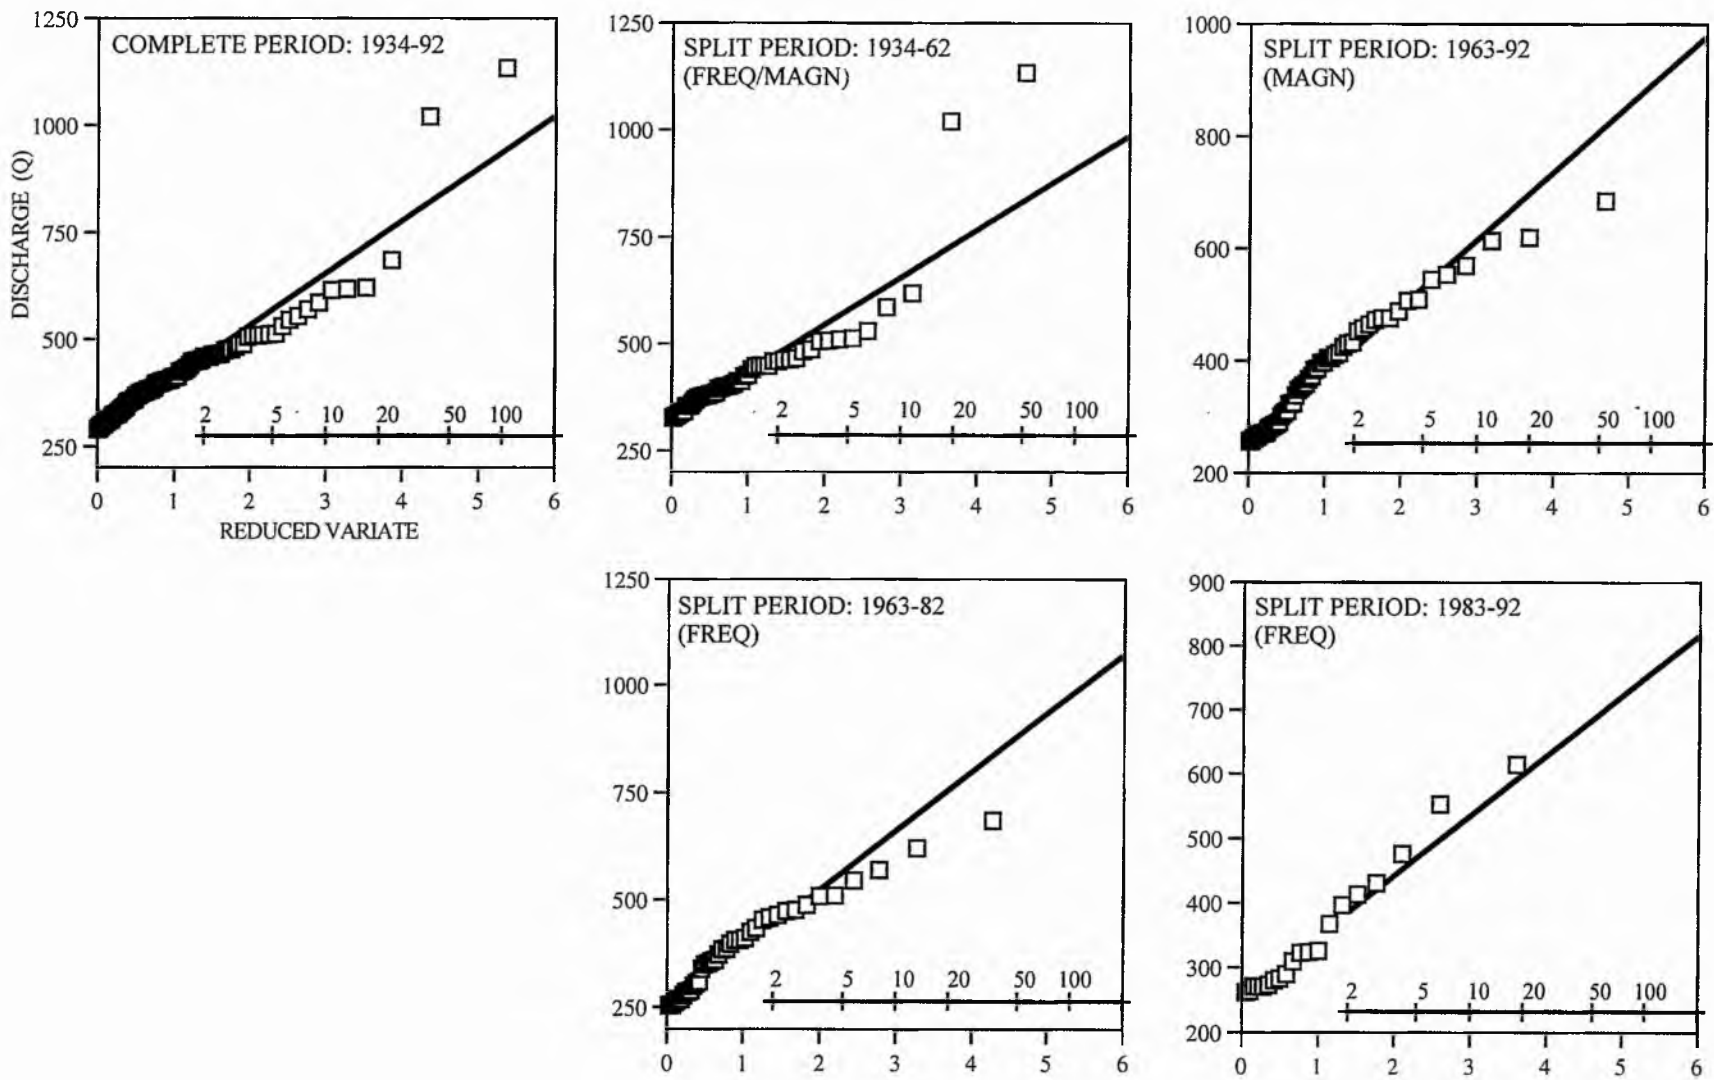 COMPLETE PERIOD: 1934-92
1250
1000
750
500
250
DISCHARGE (Q)
2 5 10 20 50 100
0 1 2 3 4 5 6
REDUCED VARIATE
SPLIT PERIOD: 1934-62
(FREQ/MAGN)
1250
1000
750
500
250
2 5 10 20 50 100
0 1 2 3 4 5 6
SPLIT PERIOD: 1963-92
(MAGN)
1000
800
600
400
200
2 5 10 20 50 100
0 1 2 3 4 5 6
SPLIT PERIOD: 1963-82
(FREQ)
1250
1000
750
500
250
2 5 10 20 50 100
0 1 2 3 4 5 6
SPLIT PERIOD: 1983-92
(FREQ)
900
800
700
600
500
400
300
200
2 5 10 20 50 100
0 1 2 3 4 5 6